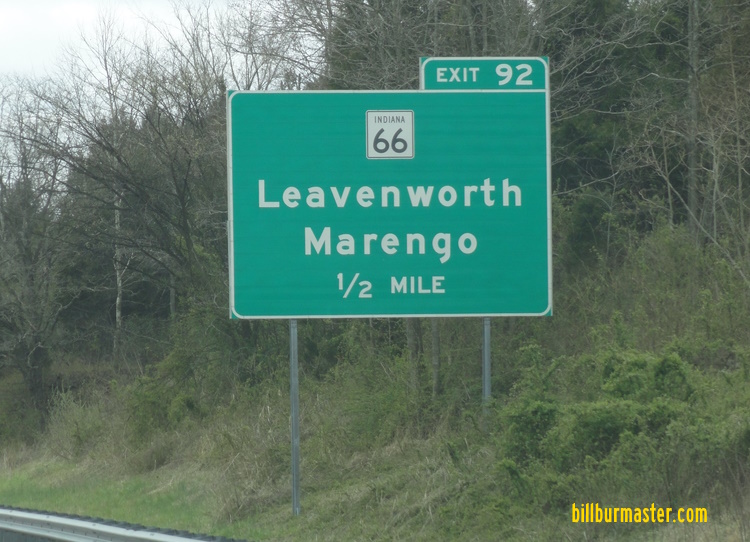 EXIT 92
INDIANA
66
Leavenworth
Marengo
1/2 MILE
billburmaster.com